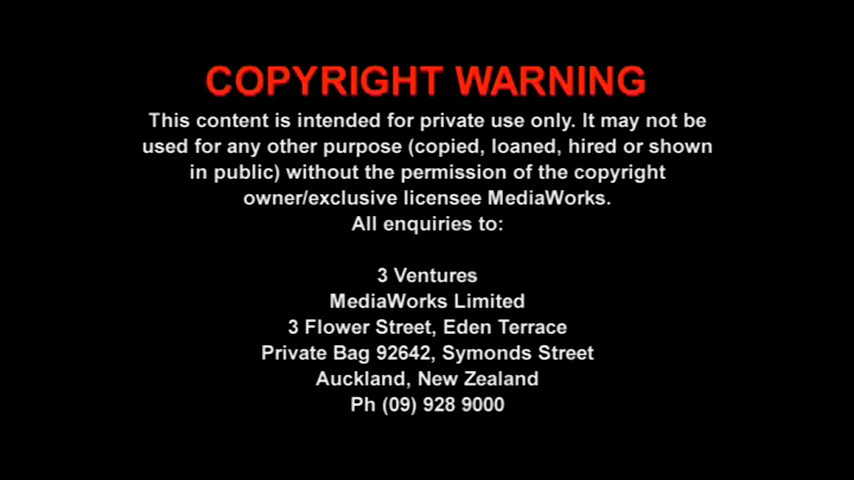 COPYRIGHT WARNING
This content is intended for private use only. It may not be
used for any other purpose (copied, loaned, hired or shown
in public) without the permission of the copyright
owner/exclusive licensee MediaWorks.
All enquiries to:
3 Ventures
MediaWorks Limited
3 Flower Street, Eden Terrace
Private Bag 92642, Symonds Street
Auckland, New Zealand
Ph (09) 928 9000